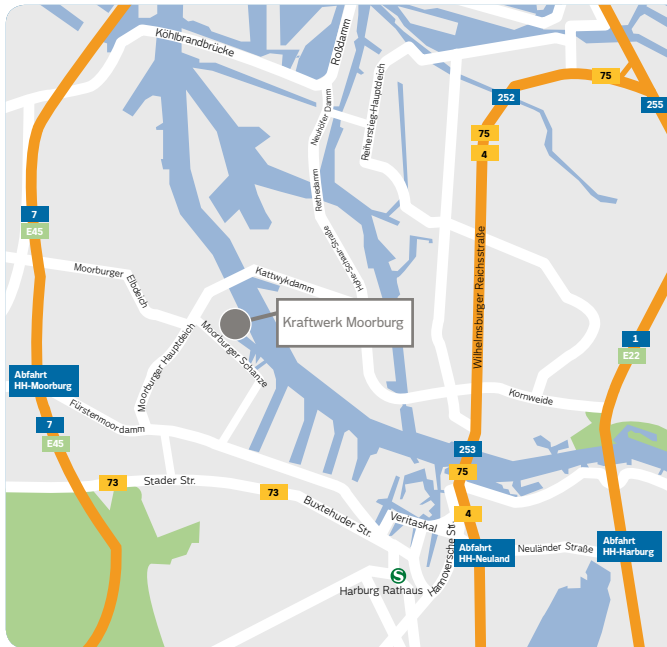 Köhlbrandbrücke
Roßdamm
75
252
255
Neuhöfer Damm
Reiherstieg-Hauptdeich
75
4
Rethedamm
7
E45
Hohe-Schaar-Straße
Wilhelmsburger Reichsstraße
Moorburger
Elbdeich
Kattwykdamm
Kraftwerk Moorburg
Moorburger Hauptdeich
Moorburger Schanze
1
E22
Abfahrt
HH-Moorburg
Kornweide
Fürstenmoordamm
7
E45
253
75
73
Stader Str.
73
Buxtehuder Str.
Veritaskai
4
Hannoversche Str.
Abfahrt
HH-Neuland
Neuländer Straße
Abfahrt
HH-Harburg
S
Harburg Rathaus